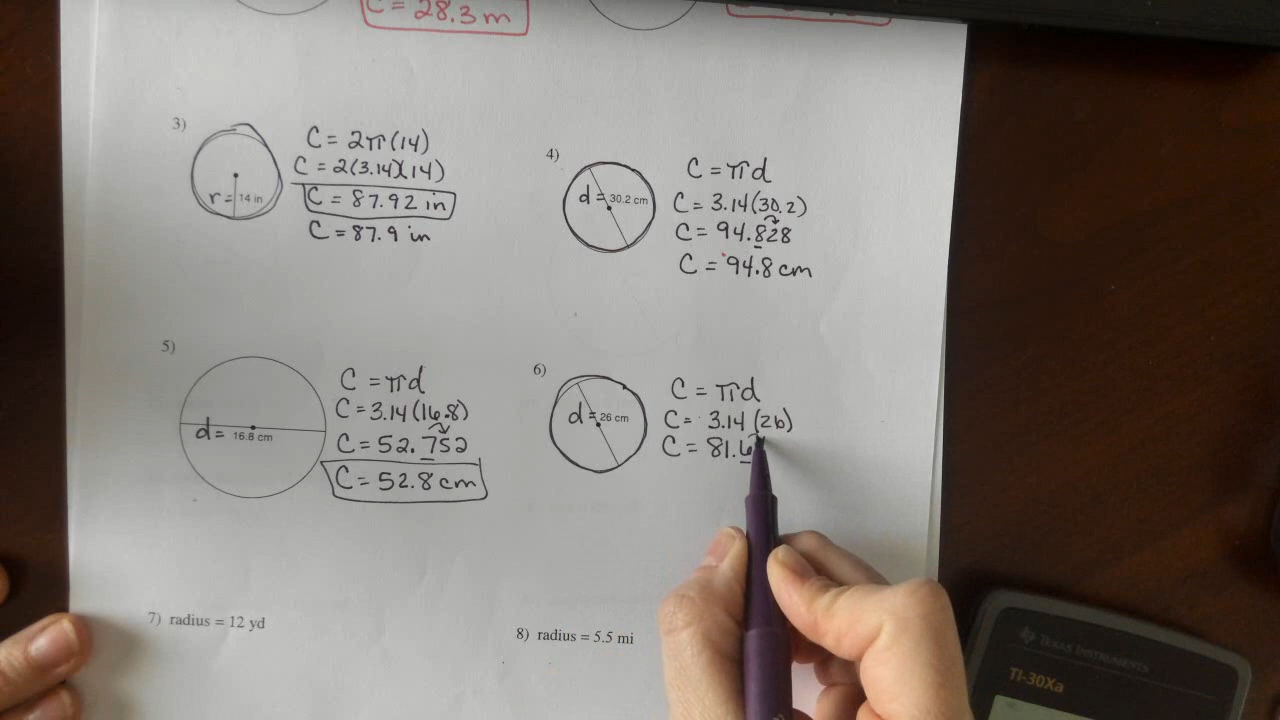 C = 28.3 m
3)
r = 14 in
C = 2π(14)
C = 2(3.14)(14)
C = 87.92 in
C = 87.9 in
4)
d = 30.2 cm
C = πd
C = 3.14(30.2)
C = 94.828
C = 94.8 cm
5)
d = 16.8 cm
C = πd
C = 3.14(16.8)
C = 52.752
C = 52.8 cm
6)
d = 26 cm
C = πd
C = 3.14(26)
C = 81.6
7) radius = 12 yd
8) radius = 5.5 mi
TEXAS INSTRUMENTS
TI-30Xa